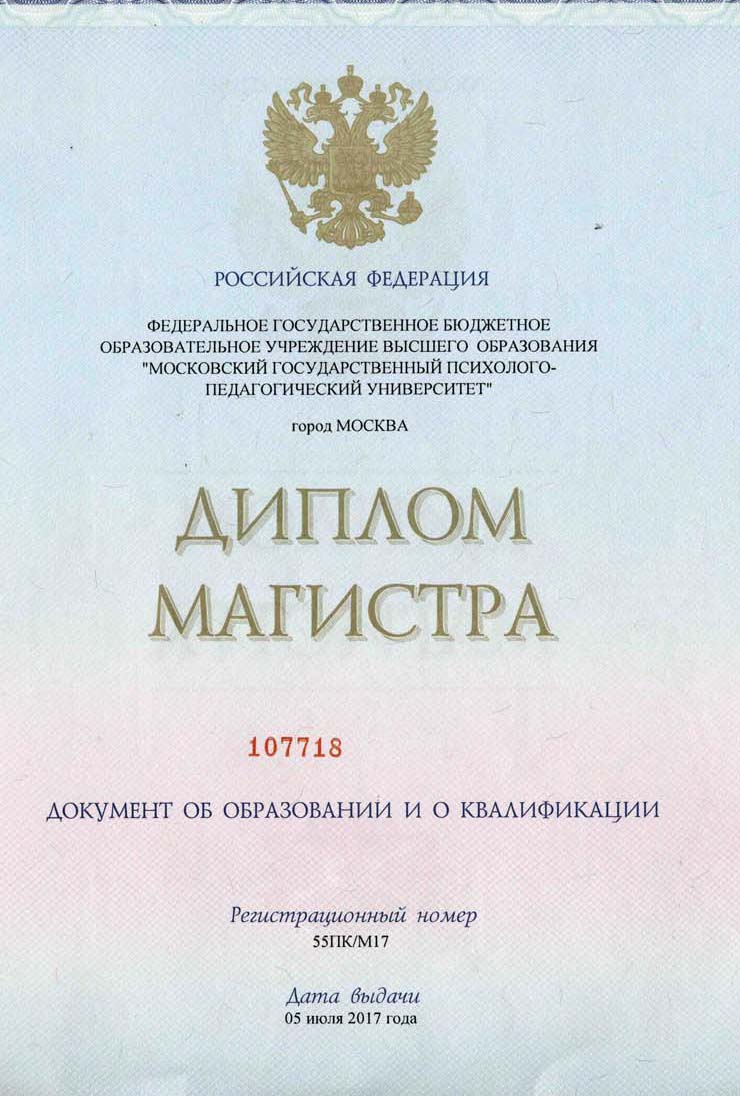 РОССИЙСКАЯ ФЕДЕРАЦИЯ
ФЕДЕРАЛЬНОЕ ГОСУДАРСТВЕННОЕ БЮДЖЕТНОЕ
ОБРАЗОВАТЕЛЬНОЕ УЧРЕЖДЕНИЕ ВЫСШЕГО ОБРАЗОВАНИЯ
"МОСКОВСКИЙ ГОСУДАРСТВЕННЫЙ ПСИХОЛОГО-
ПЕДАГОГИЧЕСКИЙ УНИВЕРСИТЕТ"
город МОСКВА
ДИПЛОМ
МАГИСТРА
107718
ДОКУМЕНТ ОБ ОБРАЗОВАНИИ И О КВАЛИФИКАЦИИ
Регистрационный номер
55ПК/М17
Дата выдачи
05 июля 2017 года